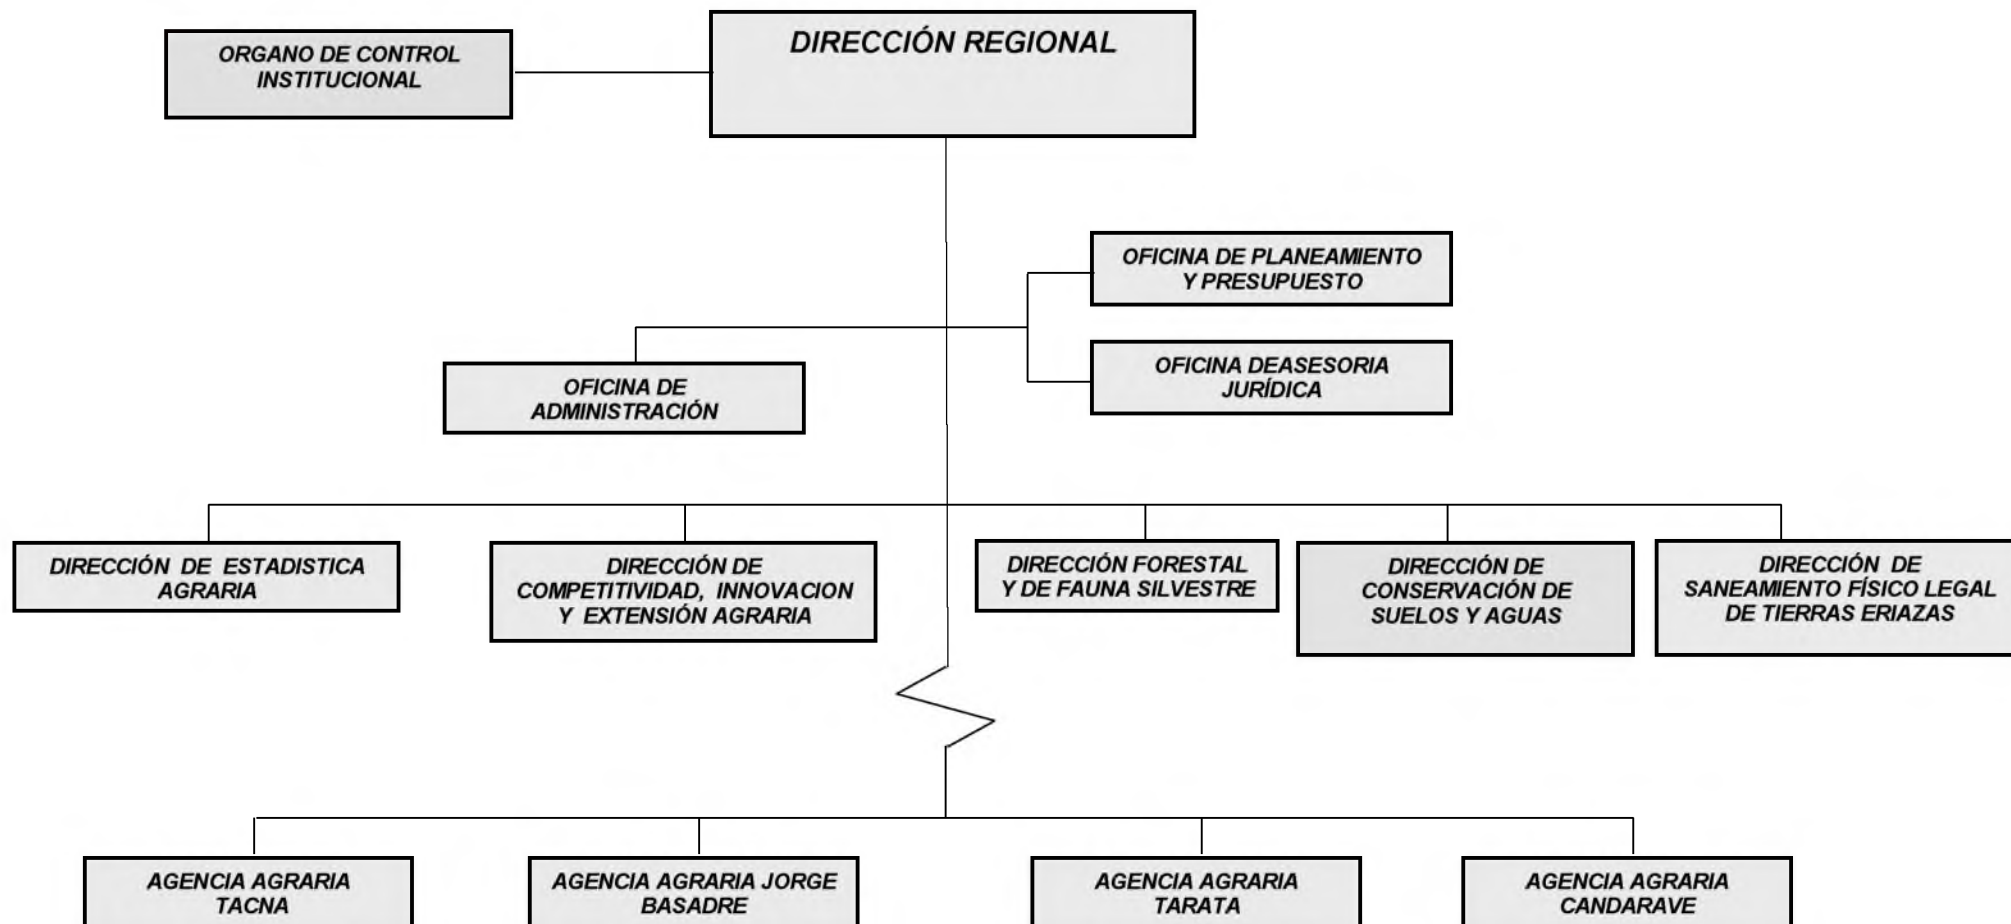 ORGANO DE CONTROL
INSTITUCIONAL
DIRECCIÓN REGIONAL
OFICINA DE PLANEAMIENTO
Y PRESUPUESTO
OFICINA DEASESORIA
JURÍDICA
OFICINA DE
ADMINISTRACIÓN
DIRECCIÓN DE ESTADISTICA
AGRARIA
DIRECCIÓN DE
COMPETITIVIDAD, INNOVACION
Y EXTENSIÓN AGRARIA
DIRECCIÓN FORESTAL
Y DE FAUNA SILVESTRE
DIRECCIÓN DE
CONSERVACIÓN DE
SUELOS Y AGUAS
DIRECCIÓN DE
SANEAMIENTO FÍSICO LEGAL
DE TIERRAS ERIAZAS
AGENCIA AGRARIA
TACNA
AGENCIA AGRARIA JORGE
BASADRE
AGENCIA AGRARIA
TARATA
AGENCIA AGRARIA
CANDARAVE